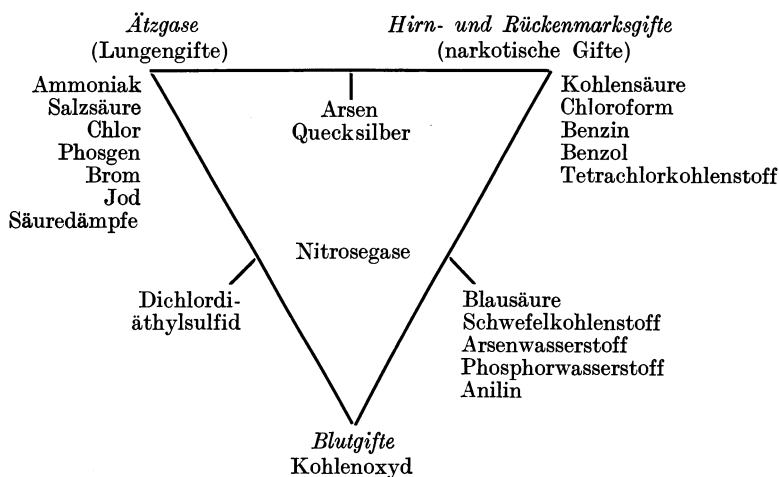 Ätzgase
(Lungengifte)
Hirn- und Rückenmarksgifte
(narkotische Gifte)
Ammoniak
Salzsäure
Chlor
Phosgen
Brom
Jod
Säuredämpfe
Arsen
Quecksilber
Kohlensäure
Chloroform
Benzin
Benzol
Tetrachlorkohlenstoff
Nitrosegase
Dichlordi-
äthylsulfid
Blausäure
Schwefelkohlenstoff
Arsenwasserstoff
Phosphorwasserstoff
Anilin
Blutgifte
Kohlenoxyd